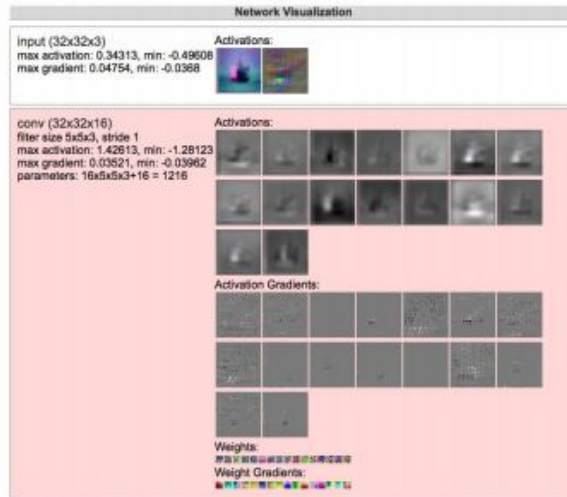 Network Visualization
input (32x32x3)
max activation: 0.34313, min: -0.49608
max gradient: 0.04754, min: -0.0368
Activations:
conv (32x32x16)
filter size 5x5x3, stride 1
max activation: 1.42613, min: -1.28123
max gradient: 0.03521, min: -0.03962
parameters: 16x5x5x3+16 = 1216
Activations:
Activation Gradients:
Weights:
Weight Gradients: